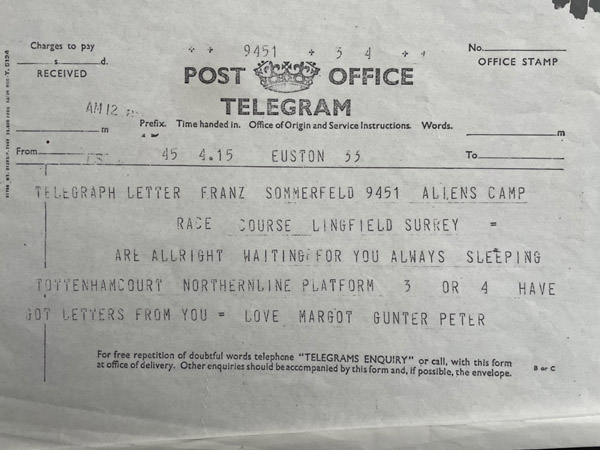 Charges to pay
s. d.
RECEIVED
9451 + 3 4
No.
OFFICE STAMP
POST OFFICE
TELEGRAM
AM 12
m
Prefix. Time handed in. Office of Origin and Service Instructions. Words.
m
From
45 4.15 EUSTON 33
To
TELEGRAPH LETTER FRANZ SOMMERFELD 9451 ALIENS CAMP
RACE COURSE LINGFIELD SURREY =
ARE ALLRIGHT WAITING FOR YOU ALWAYS SLEEPING
TOTTENHAMCOURT NORTHERNLINE PLATFORM 3 OR 4 HAVE
GOT LETTERS FROM YOU = LOVE MARGOT GUNTER PETER
For free repetition of doubtful words telephone "TELEGRAMS ENQUIRY" or call, with this form
at office of delivery. Other enquiries should be accompanied by this form and, if possible, the envelope.
B or C